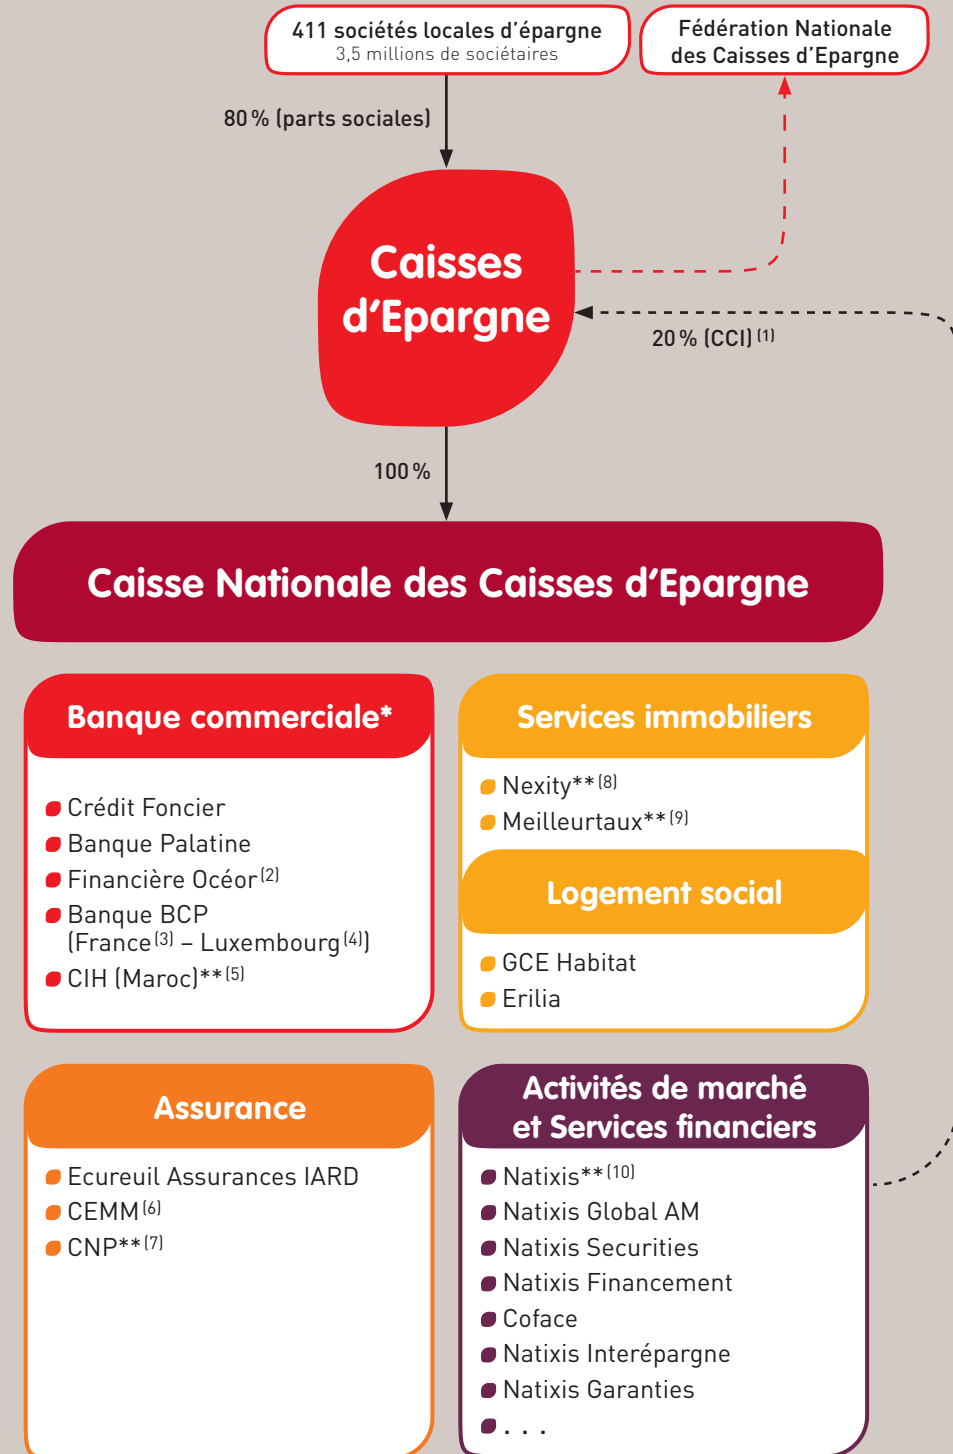 411 sociétés locales d'épargne
3,5 millions de sociétaires
Fédération Nationale
des Caisses d'Epargne
80 % (parts sociales)
Caisses
d'Epargne
20 % (CCI) (1)
100 %
Caisse Nationale des Caisses d'Epargne
Banque commerciale*
Crédit Foncier
Banque Palatine
Financière Océor (2)
Banque BCP
(France (3) – Luxembourg (4))
CIH (Maroc)** (5)
Services immobiliers
Nexity** (8)
Meilleurtaux** (9)
Logement social
GCE Habitat
Erilia
Assurance
Ecureuil Assurances IARD
CEMM (6)
CNP** (7)
Activités de marché
et Services financiers
Natixis** (10)
Natixis Global AM
Natixis Securities
Natixis Financement
Coface
Natixis Interépargne
Natixis Garanties
. . .